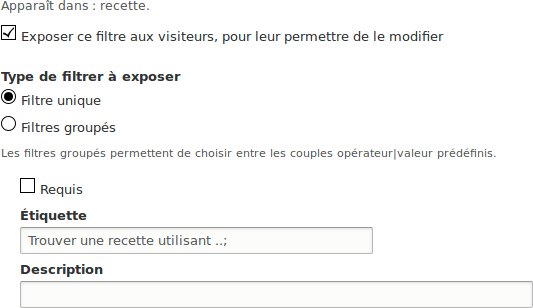 Apparaît dans : recette.
Exposer ce filtre aux visiteurs, pour leur permettre de le modifier
Type de filtrer à exposer
Filtre unique
Filtres groupés
Les filtres groupés permettent de choisir entre les couples opérateur|valeur prédéfinis.
Requis
Étiquette
Trouver une recette utilisant ..;
Description